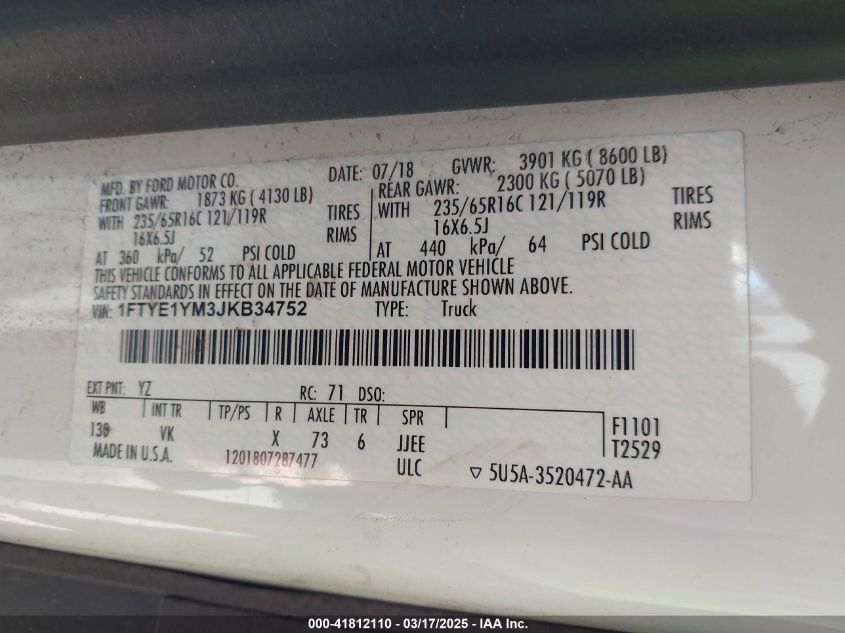 MFD. BY FORD MOTOR CO. DATE: 07/18 GVWR: 3901 KG ( 8600 LB)
FRONT GAWR: 1873 KG ( 4130 LB) REAR GAWR: 2300 KG ( 5070 LB)
WITH 235/65R16C 121/119R TIRES WITH 235/65R16C 121/119R TIRES
16X6.5J RIMS 16X6.5J RIMS
AT 360 kPa/ 52 PSI COLD AT 440 kPa/ 64 PSI COLD
THIS VEHICLE CONFORMS TO ALL APPLICABLE FEDERAL MOTOR VEHICLE
SAFETY STANDARDS IN EFFECT ON THE DATE OF MANUFACTURE SHOWN ABOVE.
VIN: 1FTYE1YM3JKB34752 TYPE: Truck
EXT PNT: YZ RC: 71 DSO:
WB INT TR TP/PS R AXLE TR SPR F1101
130 VK X 73 6 JJEE T2529
MADE IN U.S.A. 1201807287477 ULC ▽ 5U5A-3520472-AA
000-41812110 - 03/17/2025 - IAA Inc.